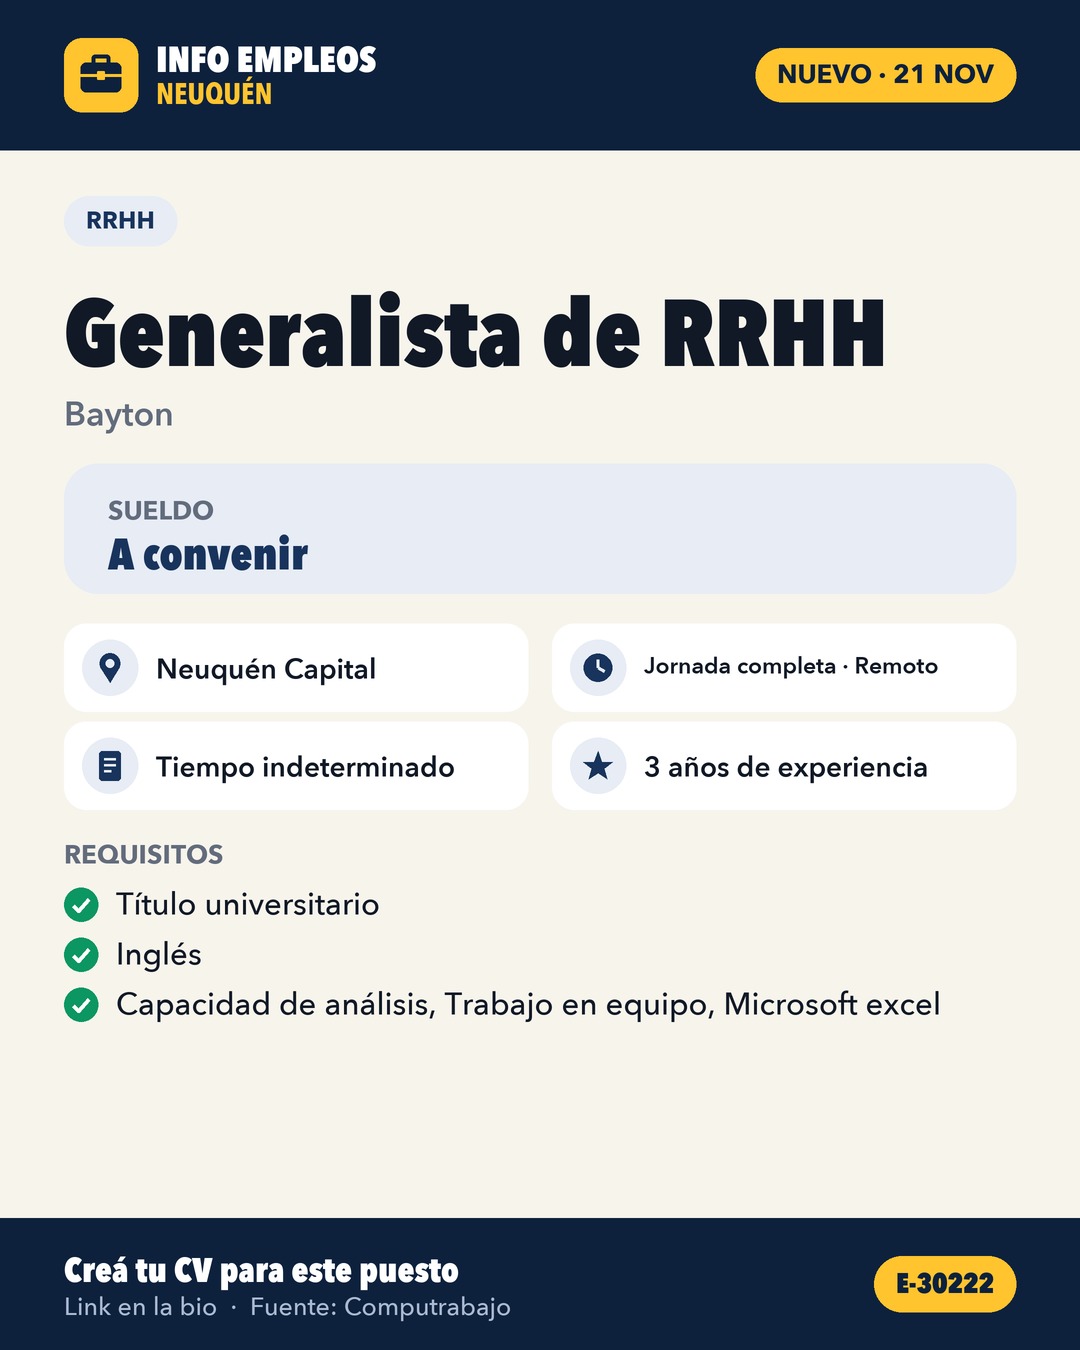 INFO EMPLEOS
NEUQUÉN
NUEVO · 21 NOV
RRHH
Generalista de RRHH
Bayton
SUELDO
A convenir
Neuquén Capital
Jornada completa · Remoto
Tiempo indeterminado
3 años de experiencia
REQUISITOS
Título universitario
Inglés
Capacidad de análisis, Trabajo en equipo, Microsoft excel
Creá tu CV para este puesto
Link en la bio · Fuente: Computrabajo
E-30222